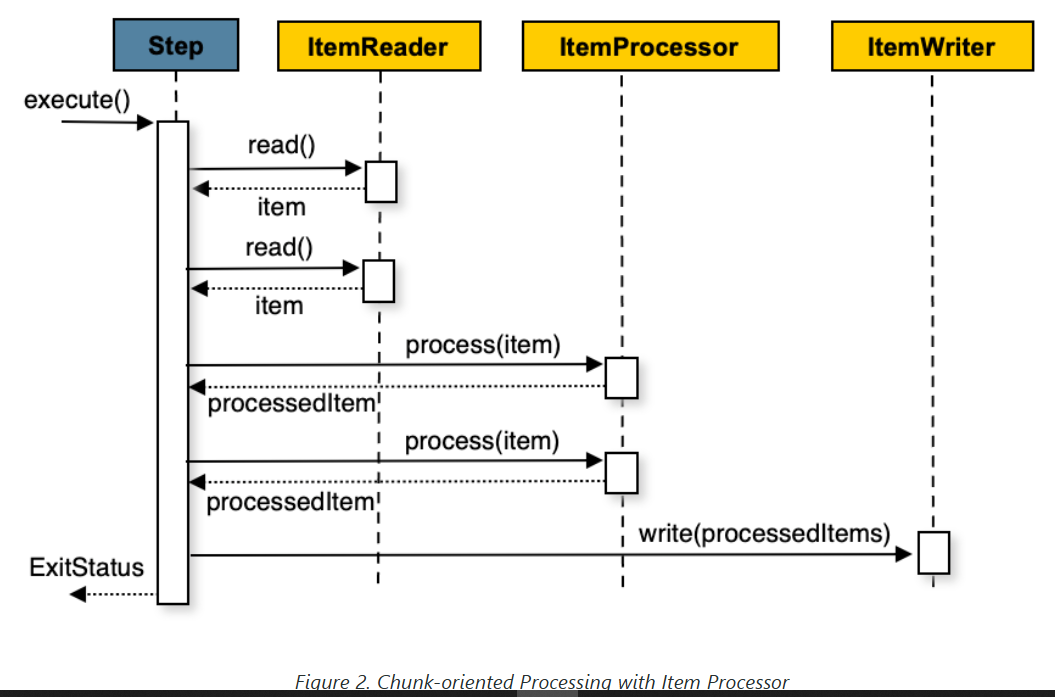 Step
ItemReader
ItemProcessor
ItemWriter
execute()
read()
item
read()
item
process(item)
processedItem
process(item)
processedItem
write(processedItems)
ExitStatus
Figure 2. Chunk-oriented Processing with Item Processor